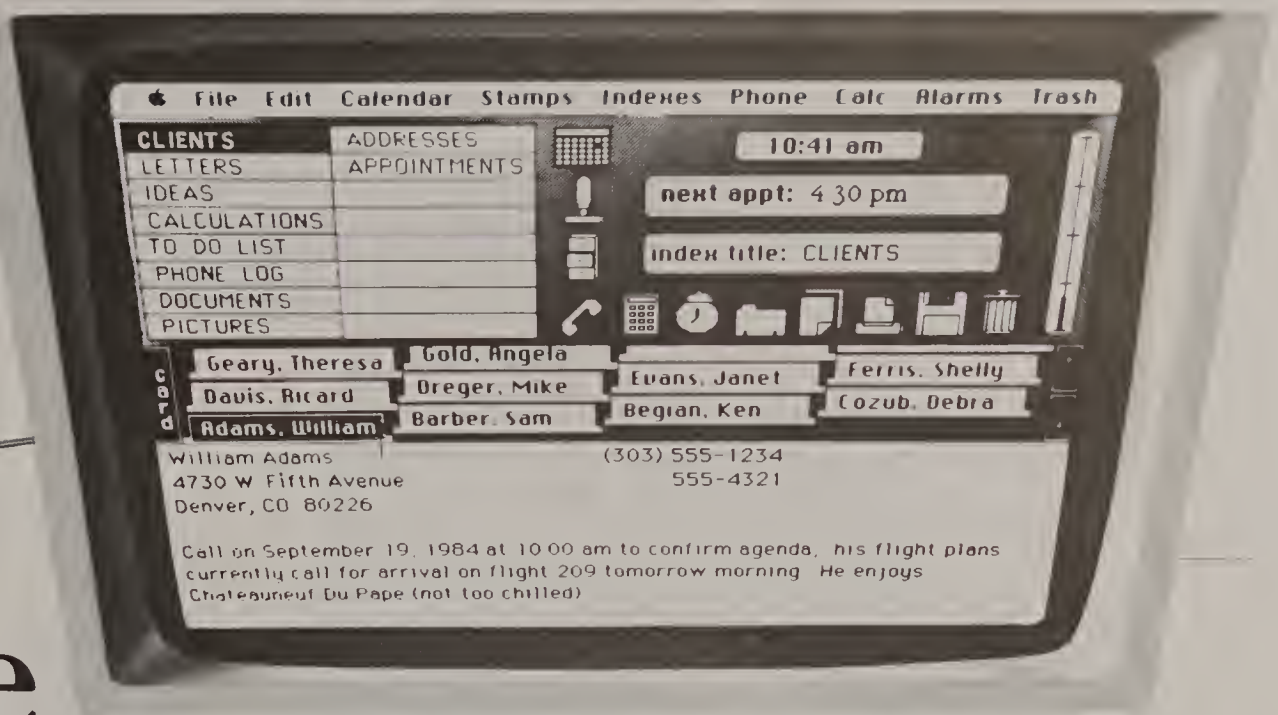 File Edit Calendar Stamps Indexes Phone Calc Alarms Trash
CLIENTS ADDRESSES
LETTERS APPOINTMENTS
IDEAS
CALCULATIONS
TO DO LIST
PHONE LOG
DOCUMENTS
PICTURES
10:41 am
next appt: 4 30 pm
index title: CLIENTS
card
Geary, Theresa Gold, Angela
Davis, Ricard Dreger, Mike Evans, Janet Ferris, Shelly
Adams, William Barber, Sam Begian, Ken Cozub, Debra
William Adams (303) 555-1234
4730 W Fifth Avenue 555-4321
Denver, CO 80226
Call on September 19, 1984 at 10 00 am to confirm agenda, his flight plans
currently call for arrival on flight 209 tomorrow morning He enjoys
Chateauneuf Du Pape (not too chilled)
e